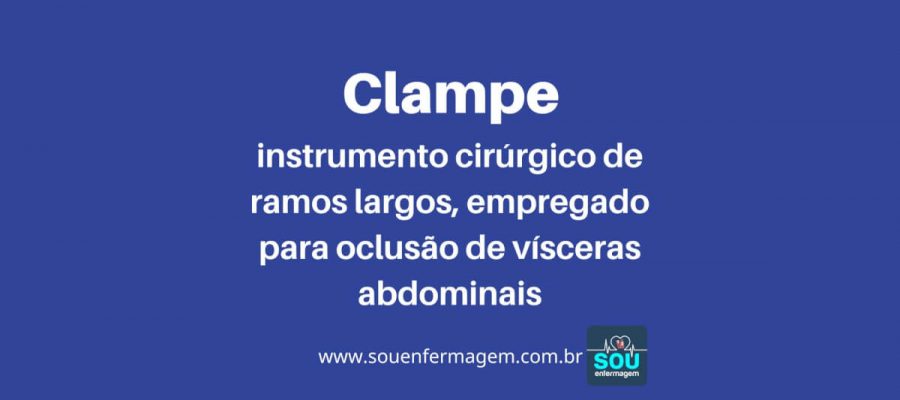 Clampe
instrumento cirúrgico de
ramos largos, empregado
para oclusão de vísceras
abdominais
www.souenfermagem.com.br
SOU
enfermagem